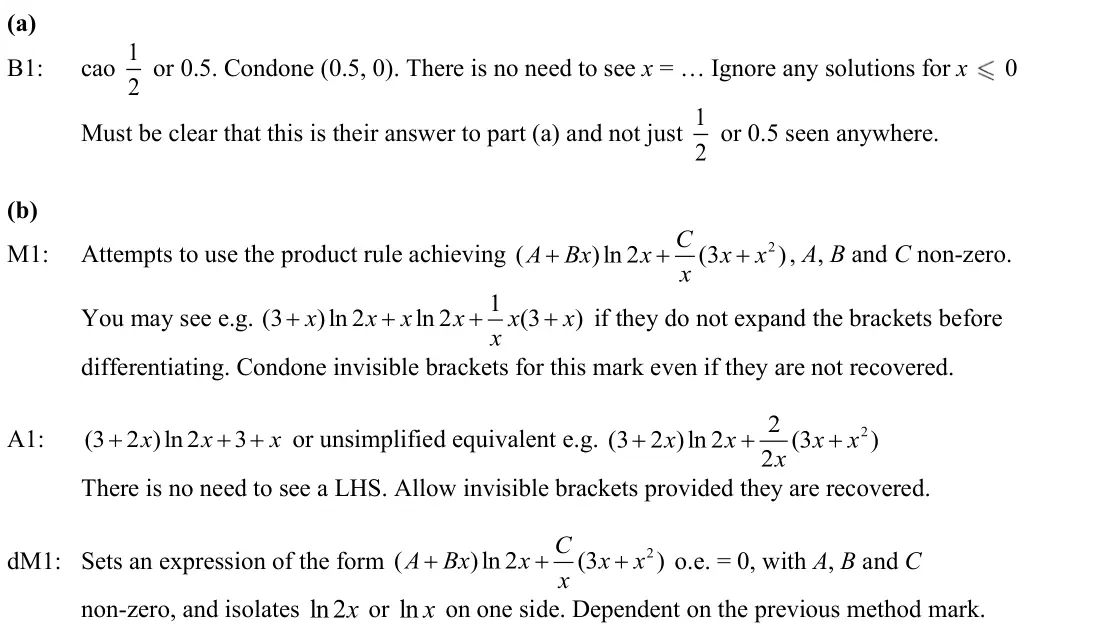 (a)
B1: cao 1/2 or 0.5. Condone (0.5, 0). There is no need to see x = … Ignore any solutions for x ⩽ 0
Must be clear that this is their answer to part (a) and not just 1/2 or 0.5 seen anywhere.
(b)
M1: Attempts to use the product rule achieving (A + Bx) ln 2x + C/x (3x + x²), A, B and C non-zero.
You may see e.g. (3 + x) ln 2x + x ln 2x + 1/x x(3 + x) if they do not expand the brackets before
differentiating. Condone invisible brackets for this mark even if they are not recovered.
A1: (3 + 2x) ln 2x + 3 + x or unsimplified equivalent e.g. (3 + 2x) ln 2x + 2/2x (3x + x²)
There is no need to see a LHS. Allow invisible brackets provided they are recovered.
dM1: Sets an expression of the form (A + Bx) ln 2x + C/x (3x + x²) o.e. = 0, with A, B and C
non-zero, and isolates ln 2x or ln x on one side. Dependent on the previous method mark.